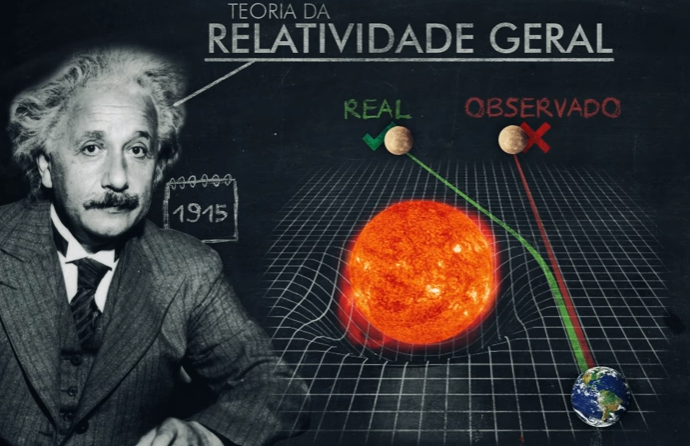 TEORIA DA
RELATIVIDADE GERAL
REAL
OBSERVADO
1915